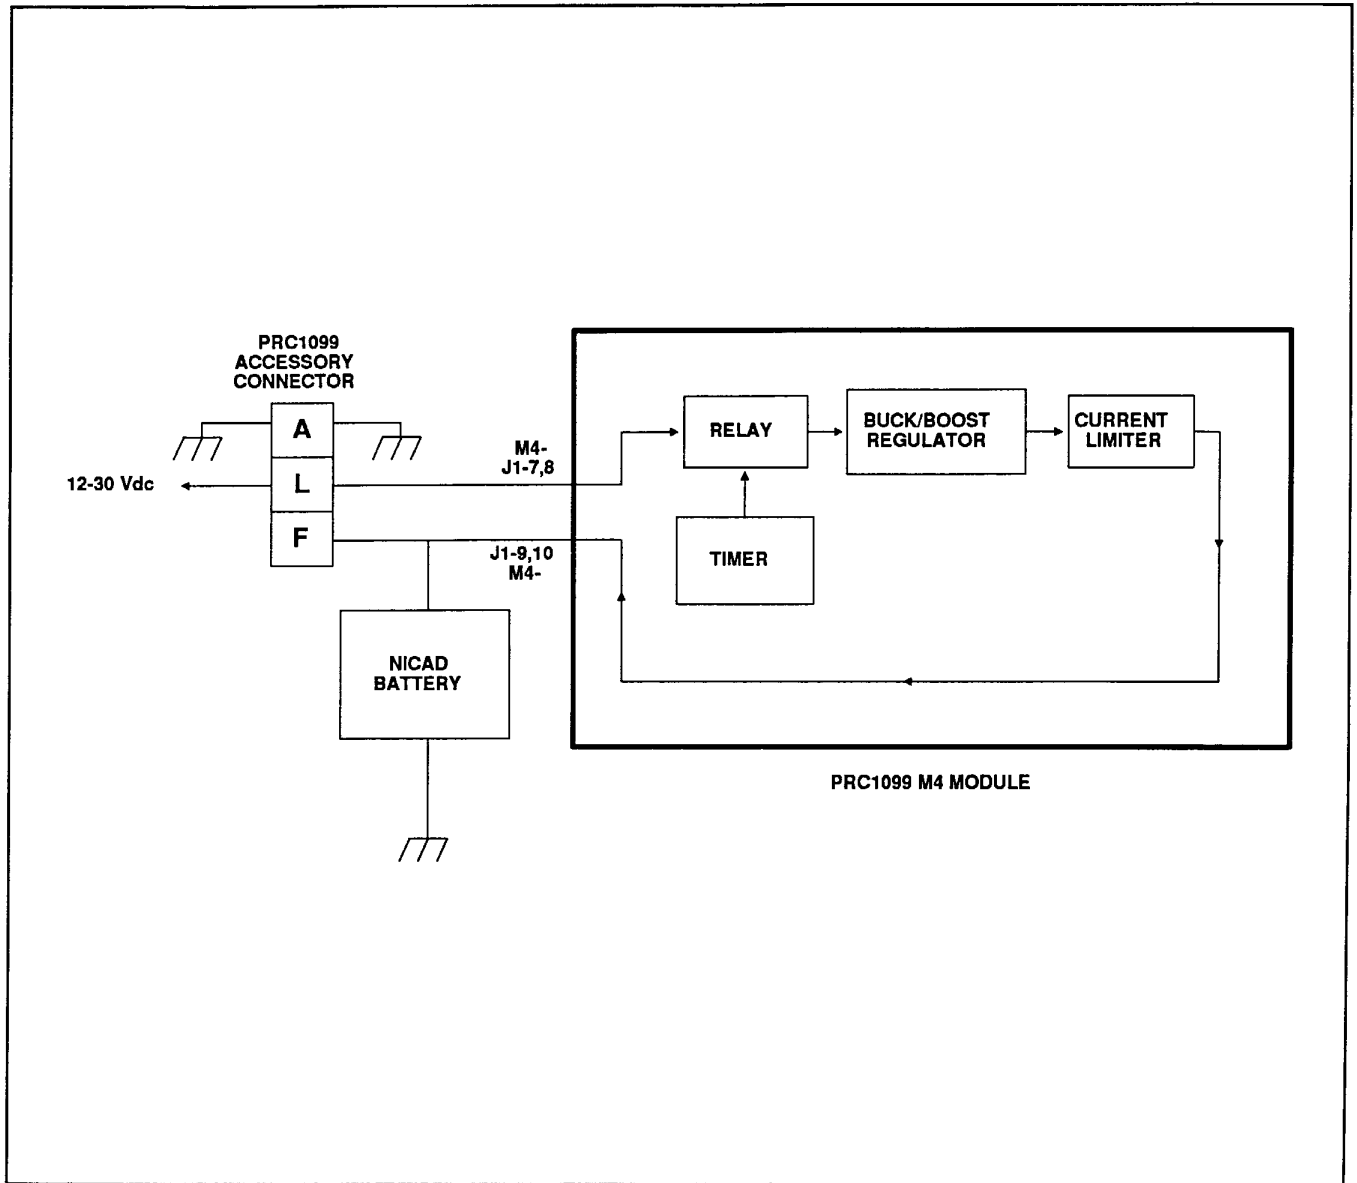 PRC1099
ACCESSORY
CONNECTOR
A
L
F
12-30 Vdc
M4-
J1-7,8
J1-9,10
M4-
NICAD
BATTERY
RELAY
TIMER
BUCK/BOOST
REGULATOR
CURRENT
LIMITER
PRC1099 M4 MODULE